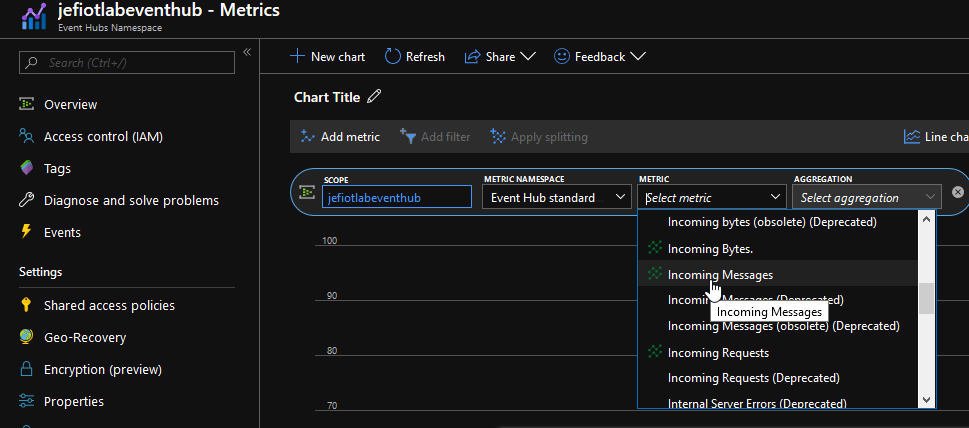 jefiotlabeventhub - Metrics
Event Hubs Namespace
Search (Ctrl+/)
«
Overview
Access control (IAM)
Tags
Diagnose and solve problems
Events
Settings
Shared access policies
Geo-Recovery
Encryption (preview)
Properties
New chart
Refresh
Share
Feedback
Chart Title
Add metric
Add filter
Apply splitting
Line cha
SCOPE
jefiotlabeventhub
METRIC NAMESPACE
Event Hub standard
METRIC
Select metric
AGGREGATION
Select aggregation
Incoming bytes (obsolete) (Deprecated)
Incoming Bytes.
Incoming Messages
Messages (Deprecated)
Incoming Messages
Incoming Messages (obsolete) (Deprecated)
Incoming Requests
Incoming Requests (Deprecated)
Internal Server Errors (Deprecated)
100
90
80
70